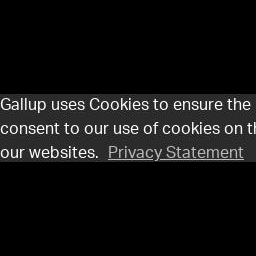 Gallup uses Cookies to ensure the
consent to our use of cookies on th
our websites. Privacy Statement